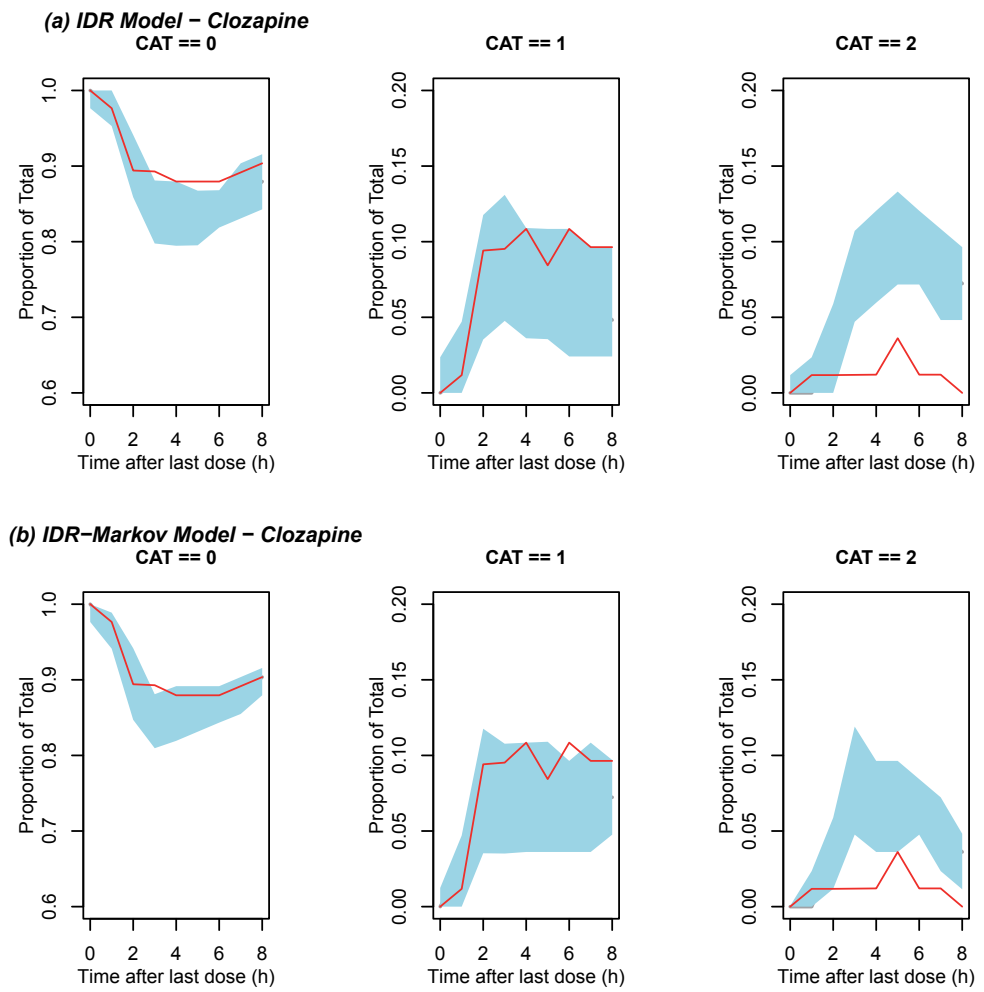 (a) IDR Model − Clozapine
CAT == 0
CAT == 1
CAT == 2
Proportion of Total
1.0
0.9
0.8
0.7
0.6
0 2 4 6 8
Time after last dose (h)
Proportion of Total
0.20
0.15
0.10
0.05
0.00
0 2 4 6 8
Time after last dose (h)
Proportion of Total
0.20
0.15
0.10
0.05
0.00
0 2 4 6 8
Time after last dose (h)
(b) IDR−Markov Model − Clozapine
CAT == 0
CAT == 1
CAT == 2
Proportion of Total
1.0
0.9
0.8
0.7
0.6
0 2 4 6 8
Time after last dose (h)
Proportion of Total
0.20
0.15
0.10
0.05
0.00
0 2 4 6 8
Time after last dose (h)
Proportion of Total
0.20
0.15
0.10
0.05
0.00
0 2 4 6 8
Time after last dose (h)